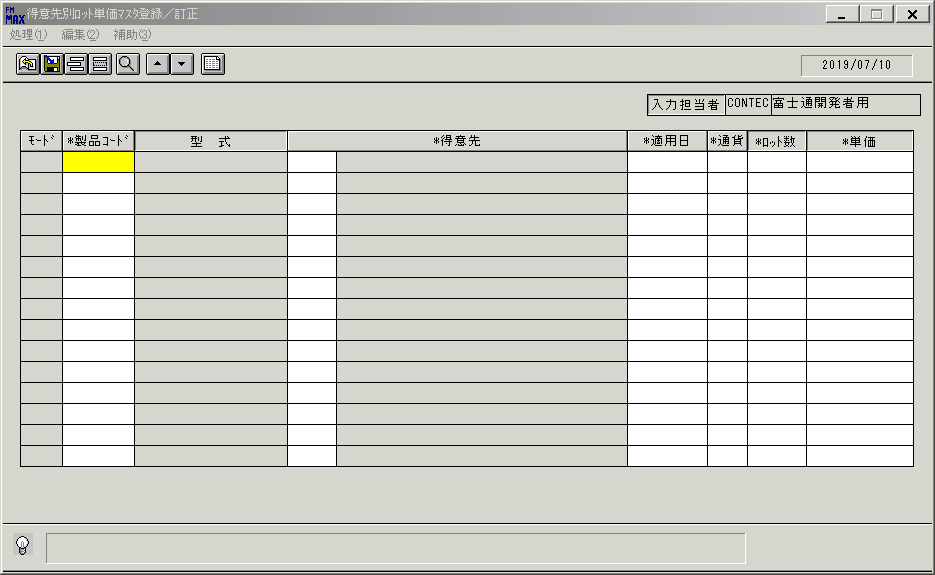 FM MAX 得意先別ﾛｯﾄ単価ﾏｽﾀ登録／訂正
処理(1) 編集(2) 補助(3)
2019/07/10
入力担当者 CONTEC 富士通開発者用
ﾓｰﾄﾞ *製品ｺｰﾄﾞ 型 式 *得意先 *適用日 *通貨 *ﾛｯﾄ数 *単価